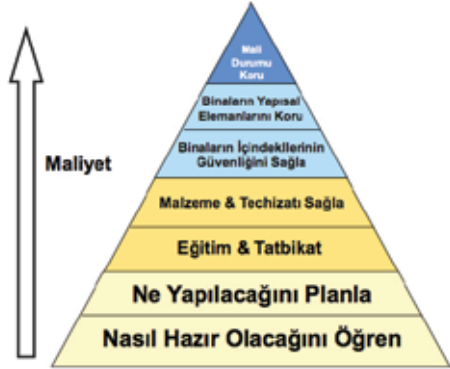 Mali
Durumu
Koru
Binaların Yapısal
Elemanlarını Koru
Binaların İçindekilerinin
Güvenliğini Sağla
Maliyet
Malzeme & Techizatı Sağla
Eğitim & Tatbikat
Ne Yapılacağını Planla
Nasıl Hazır Olacağını Öğren